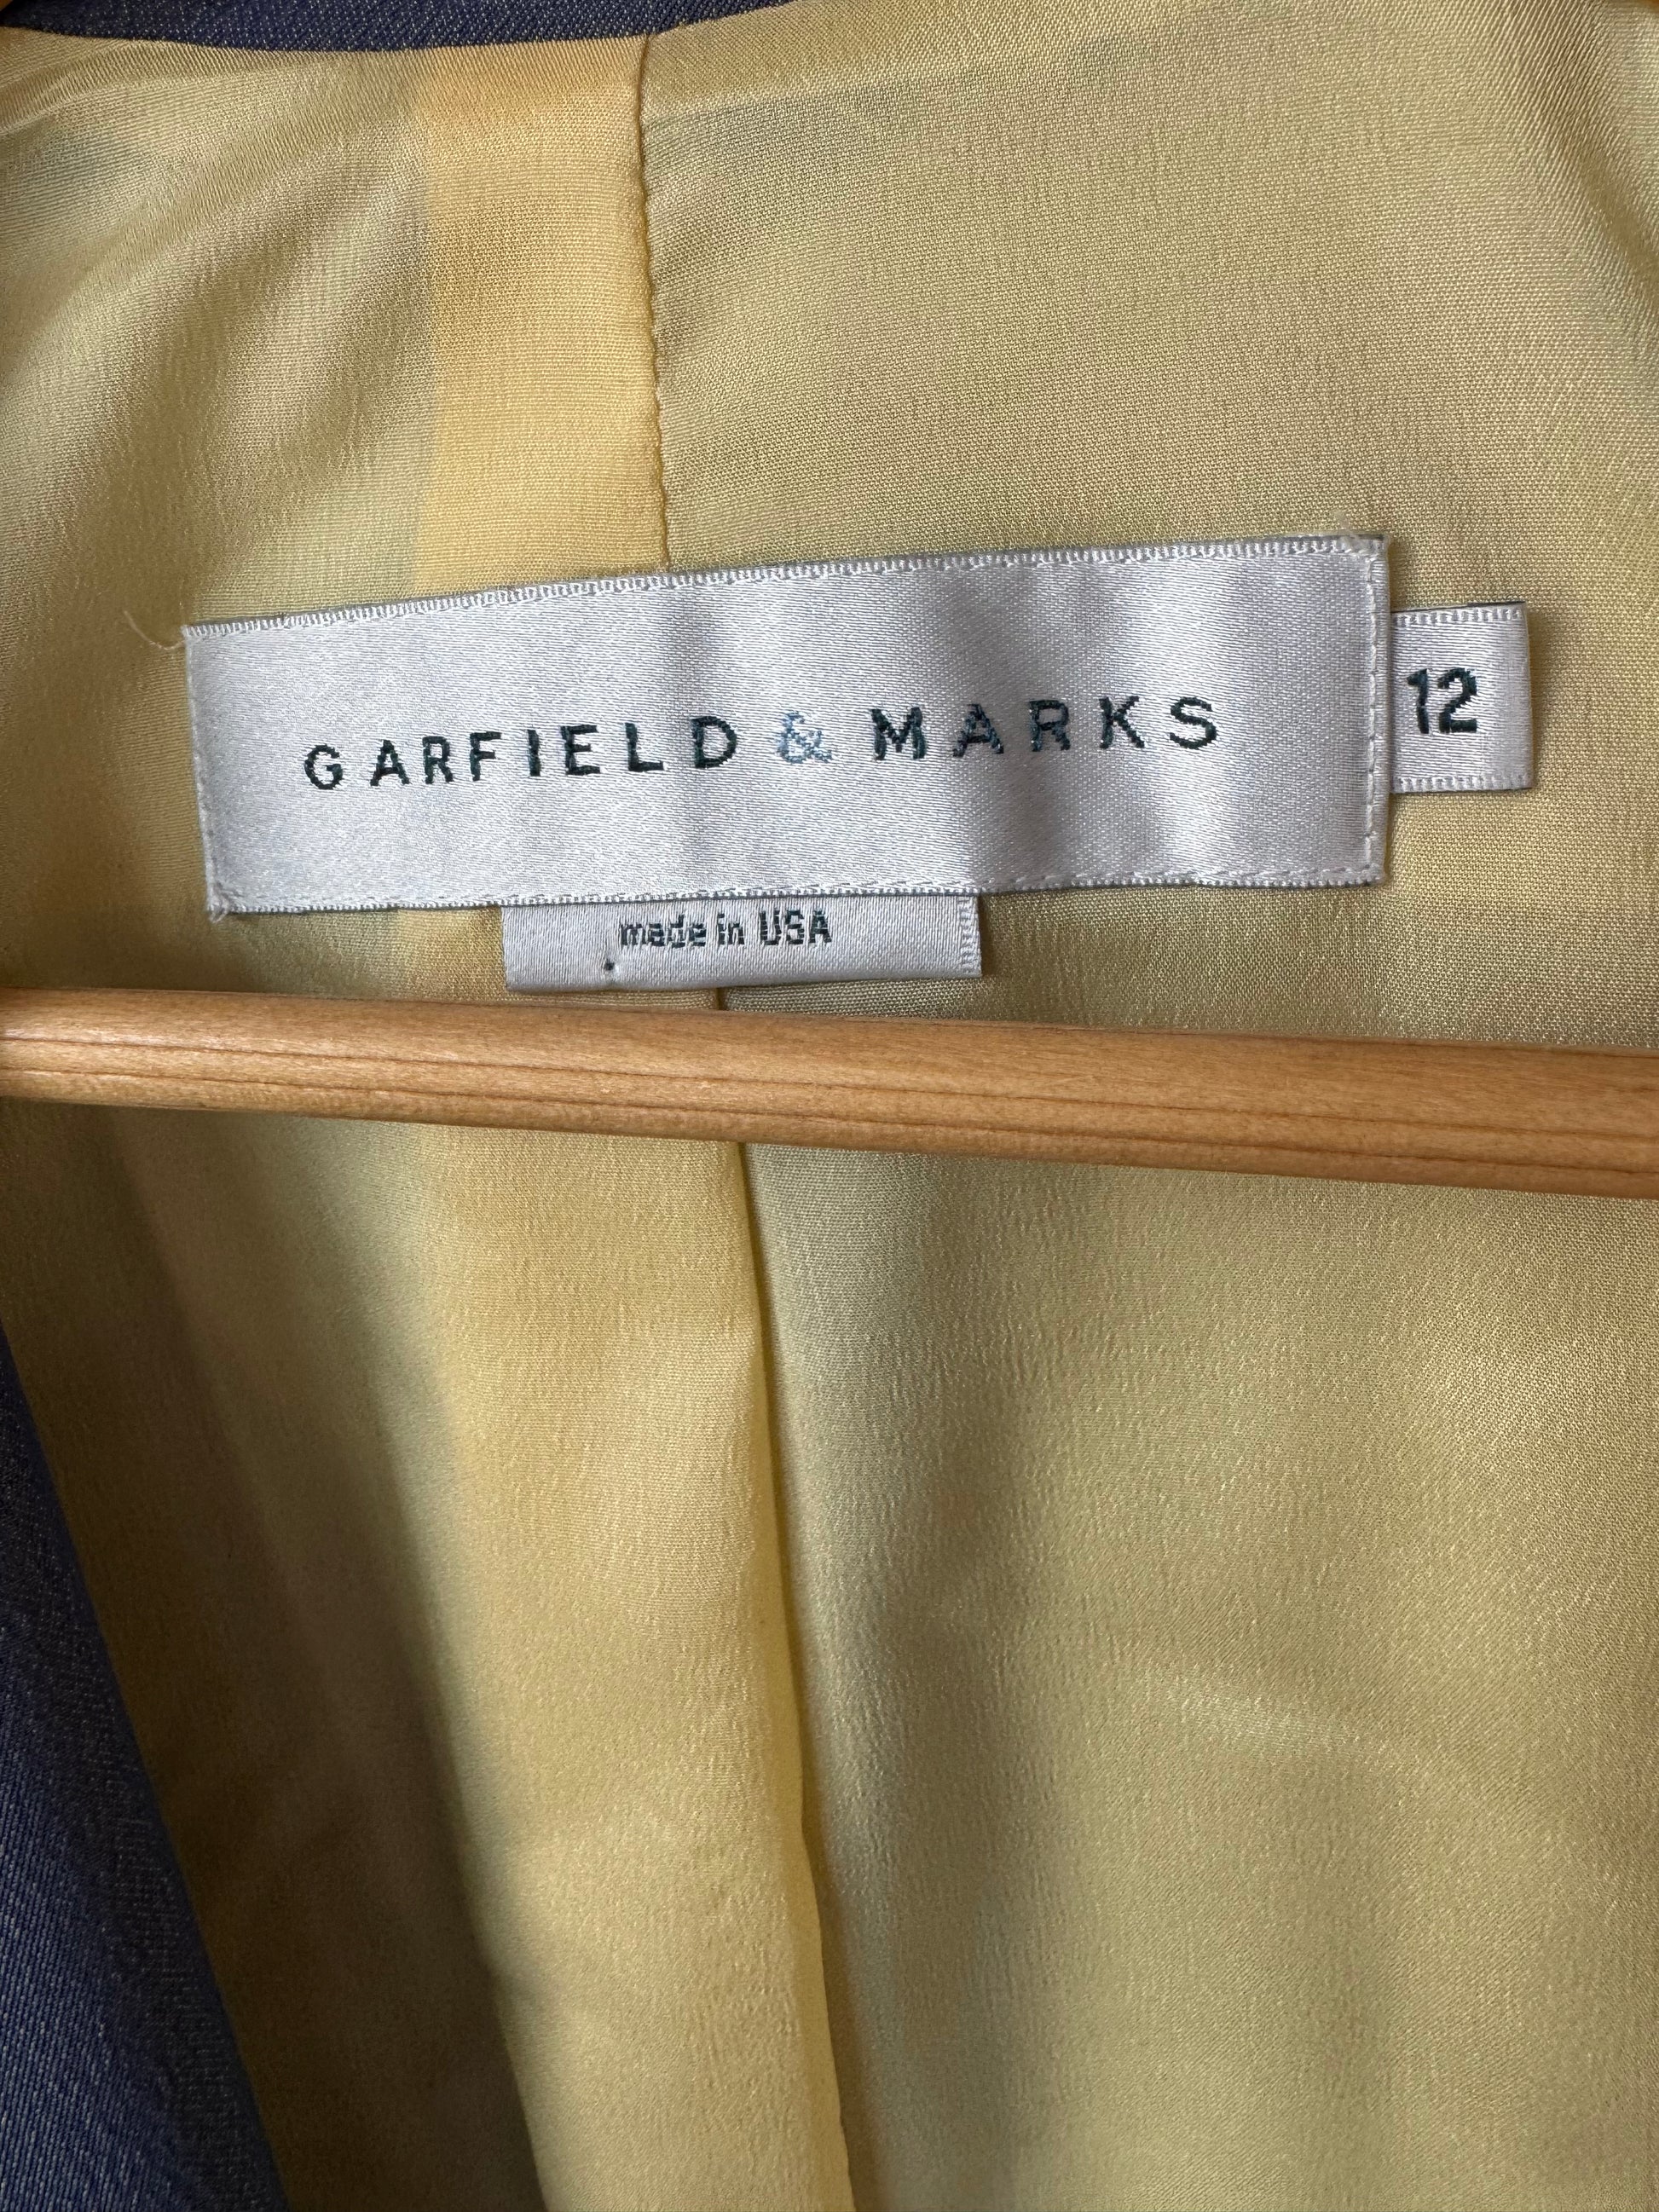 GARFIELD & MARKS
12
made in USA